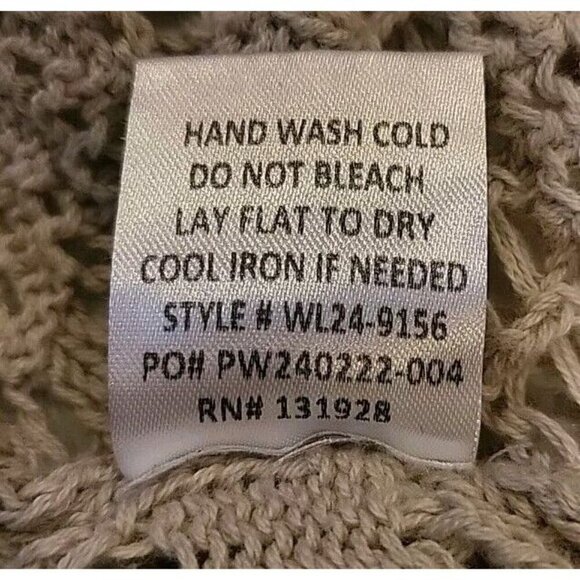 HAND WASH COLD
DO NOT BLEACH
LAY FLAT TO DRY
COOL IRON IF NEEDED
STYLE # WL24-9156
PO# PW240222-004
RN# 131928